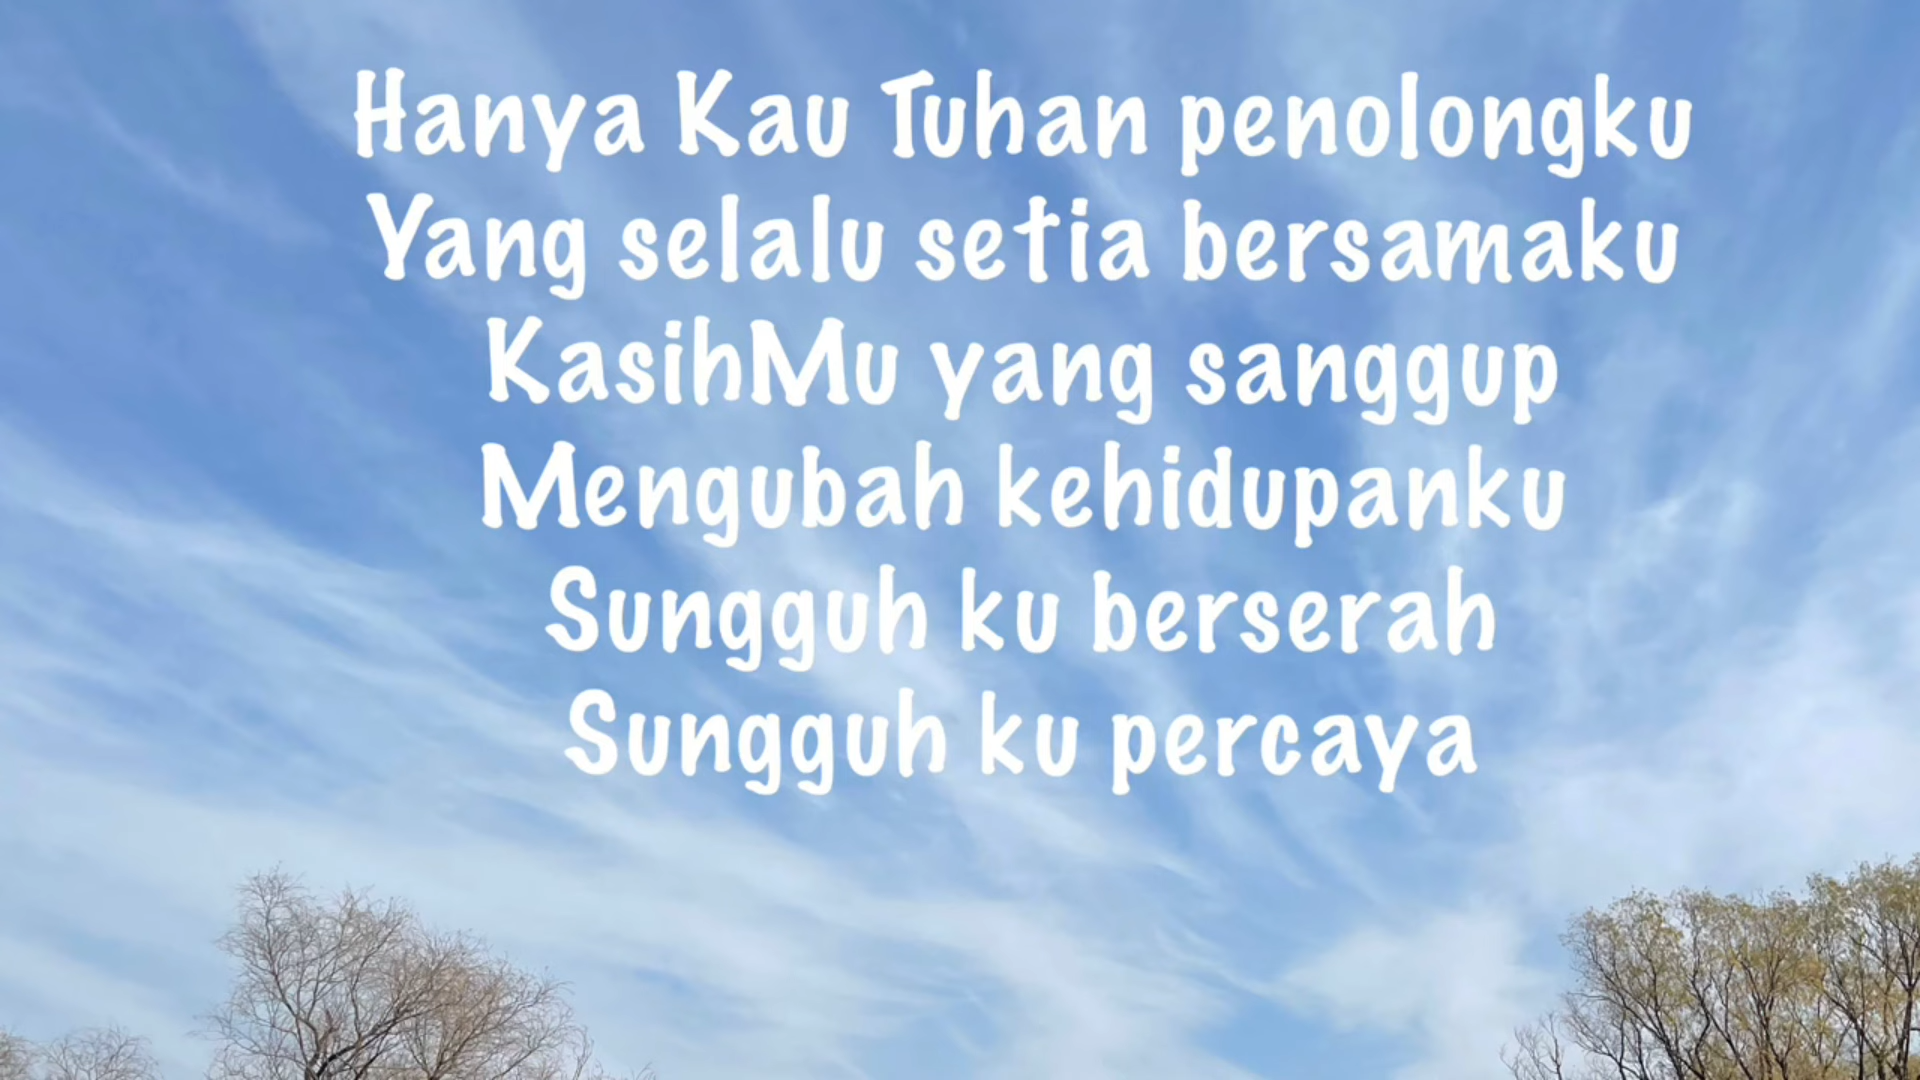 Hanya Kau Tuhan penolongku
Yang selalu setia bersamaku
KasihMu yang sanggup
Mengubah kehidupanku
Sungguh ku berserah
Sungguh ku percaya